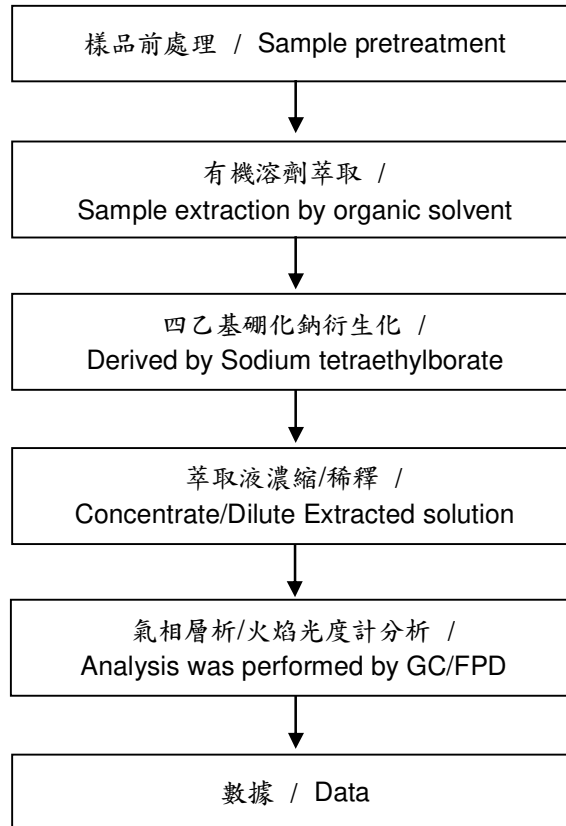 樣品前處理 / Sample pretreatment
有機溶劑萃取 /
Sample extraction by organic solvent
四乙基硼化鈉衍生化 /
Derived by Sodium tetraethylborate
萃取液濃縮/稀釋 /
Concentrate/Dilute Extracted solution
氣相層析/火焰光度計分析 /
Analysis was performed by GC/FPD
數據 / Data